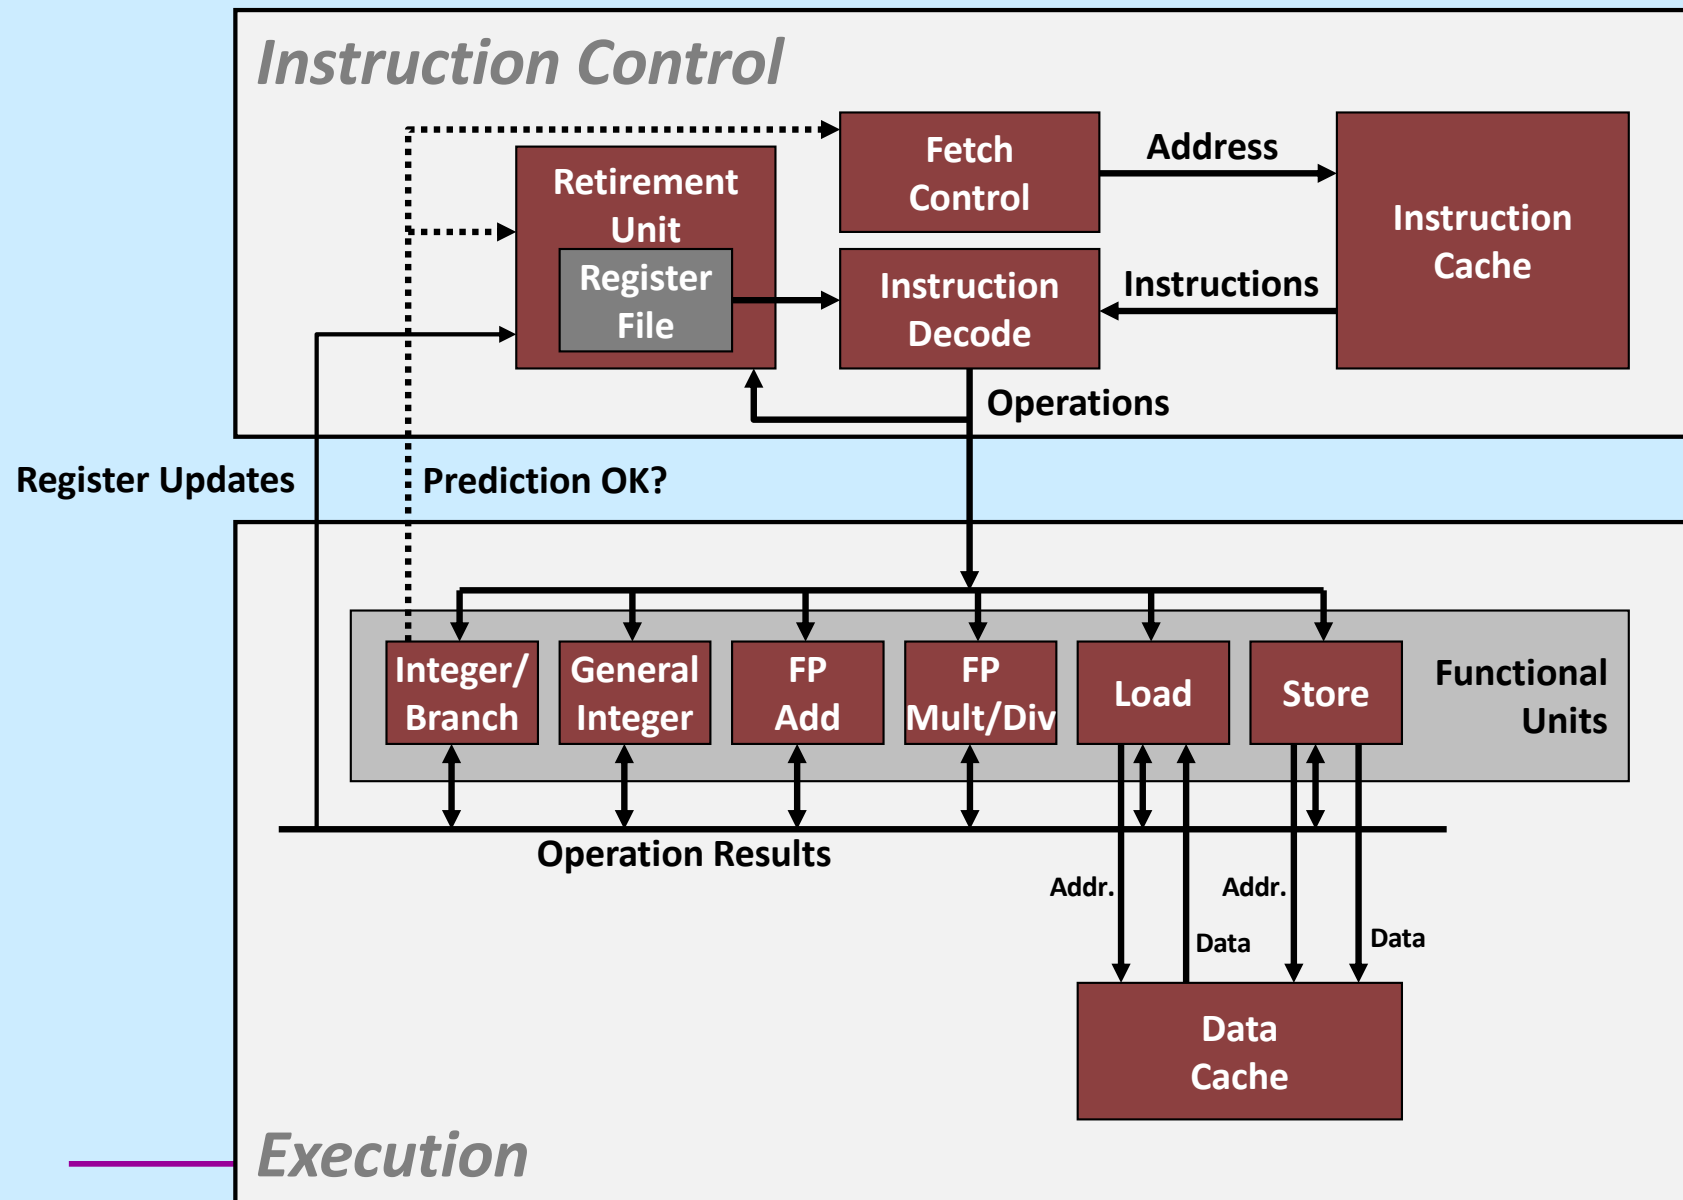 Instruction Control
Fetch
Control
Address
Instruction
Cache
Retirement
Unit
Register
File
Instruction
Decode
Instructions
Operations
Register Updates
Prediction OK?
Integer/
Branch
General
Integer
FP
Add
FP
Mult/Div
Load
Store
Functional
Units
Operation Results
Addr.
Addr.
Data
Data
Data
Cache
Execution